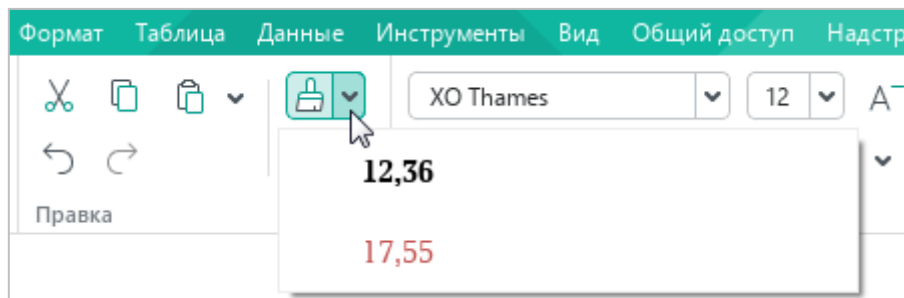 Формат Таблица Данные Инструменты Вид Общий доступ Надстр
XO Thames 12 A
12,36
Правка
17,55